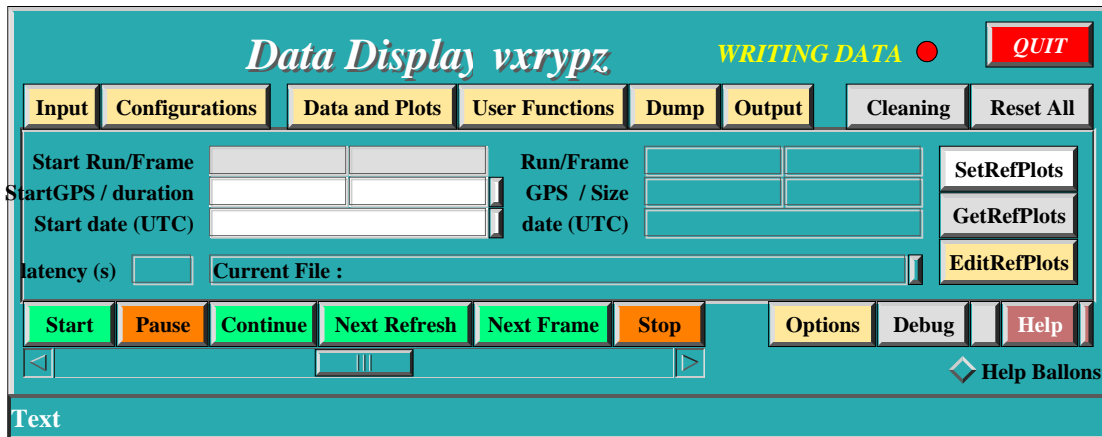 Data Display vxrypz WRITING DATA QUIT
Input Configurations Data and Plots User Functions Dump Output Cleaning Reset All
Start Run/Frame Run/Frame SetRefPlots
StartGPS / duration GPS / Size
Start date (UTC) date (UTC) GetRefPlots
latency (s) Current File : EditRefPlots
Start Pause Continue Next Refresh Next Frame Stop Options Debug Help
Help Ballons
Text